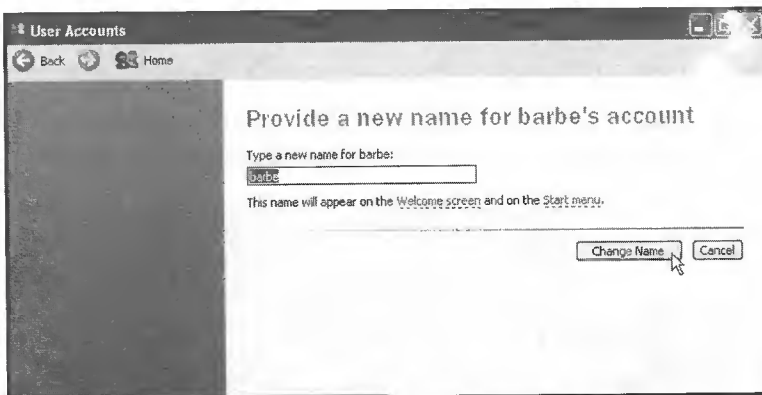 User Accounts
Back Home
Provide a new name for barbe's account
Type a new name for barbe:
barbe
This name will appear on the Welcome screen and on the Start menu.
Change Name Cancel